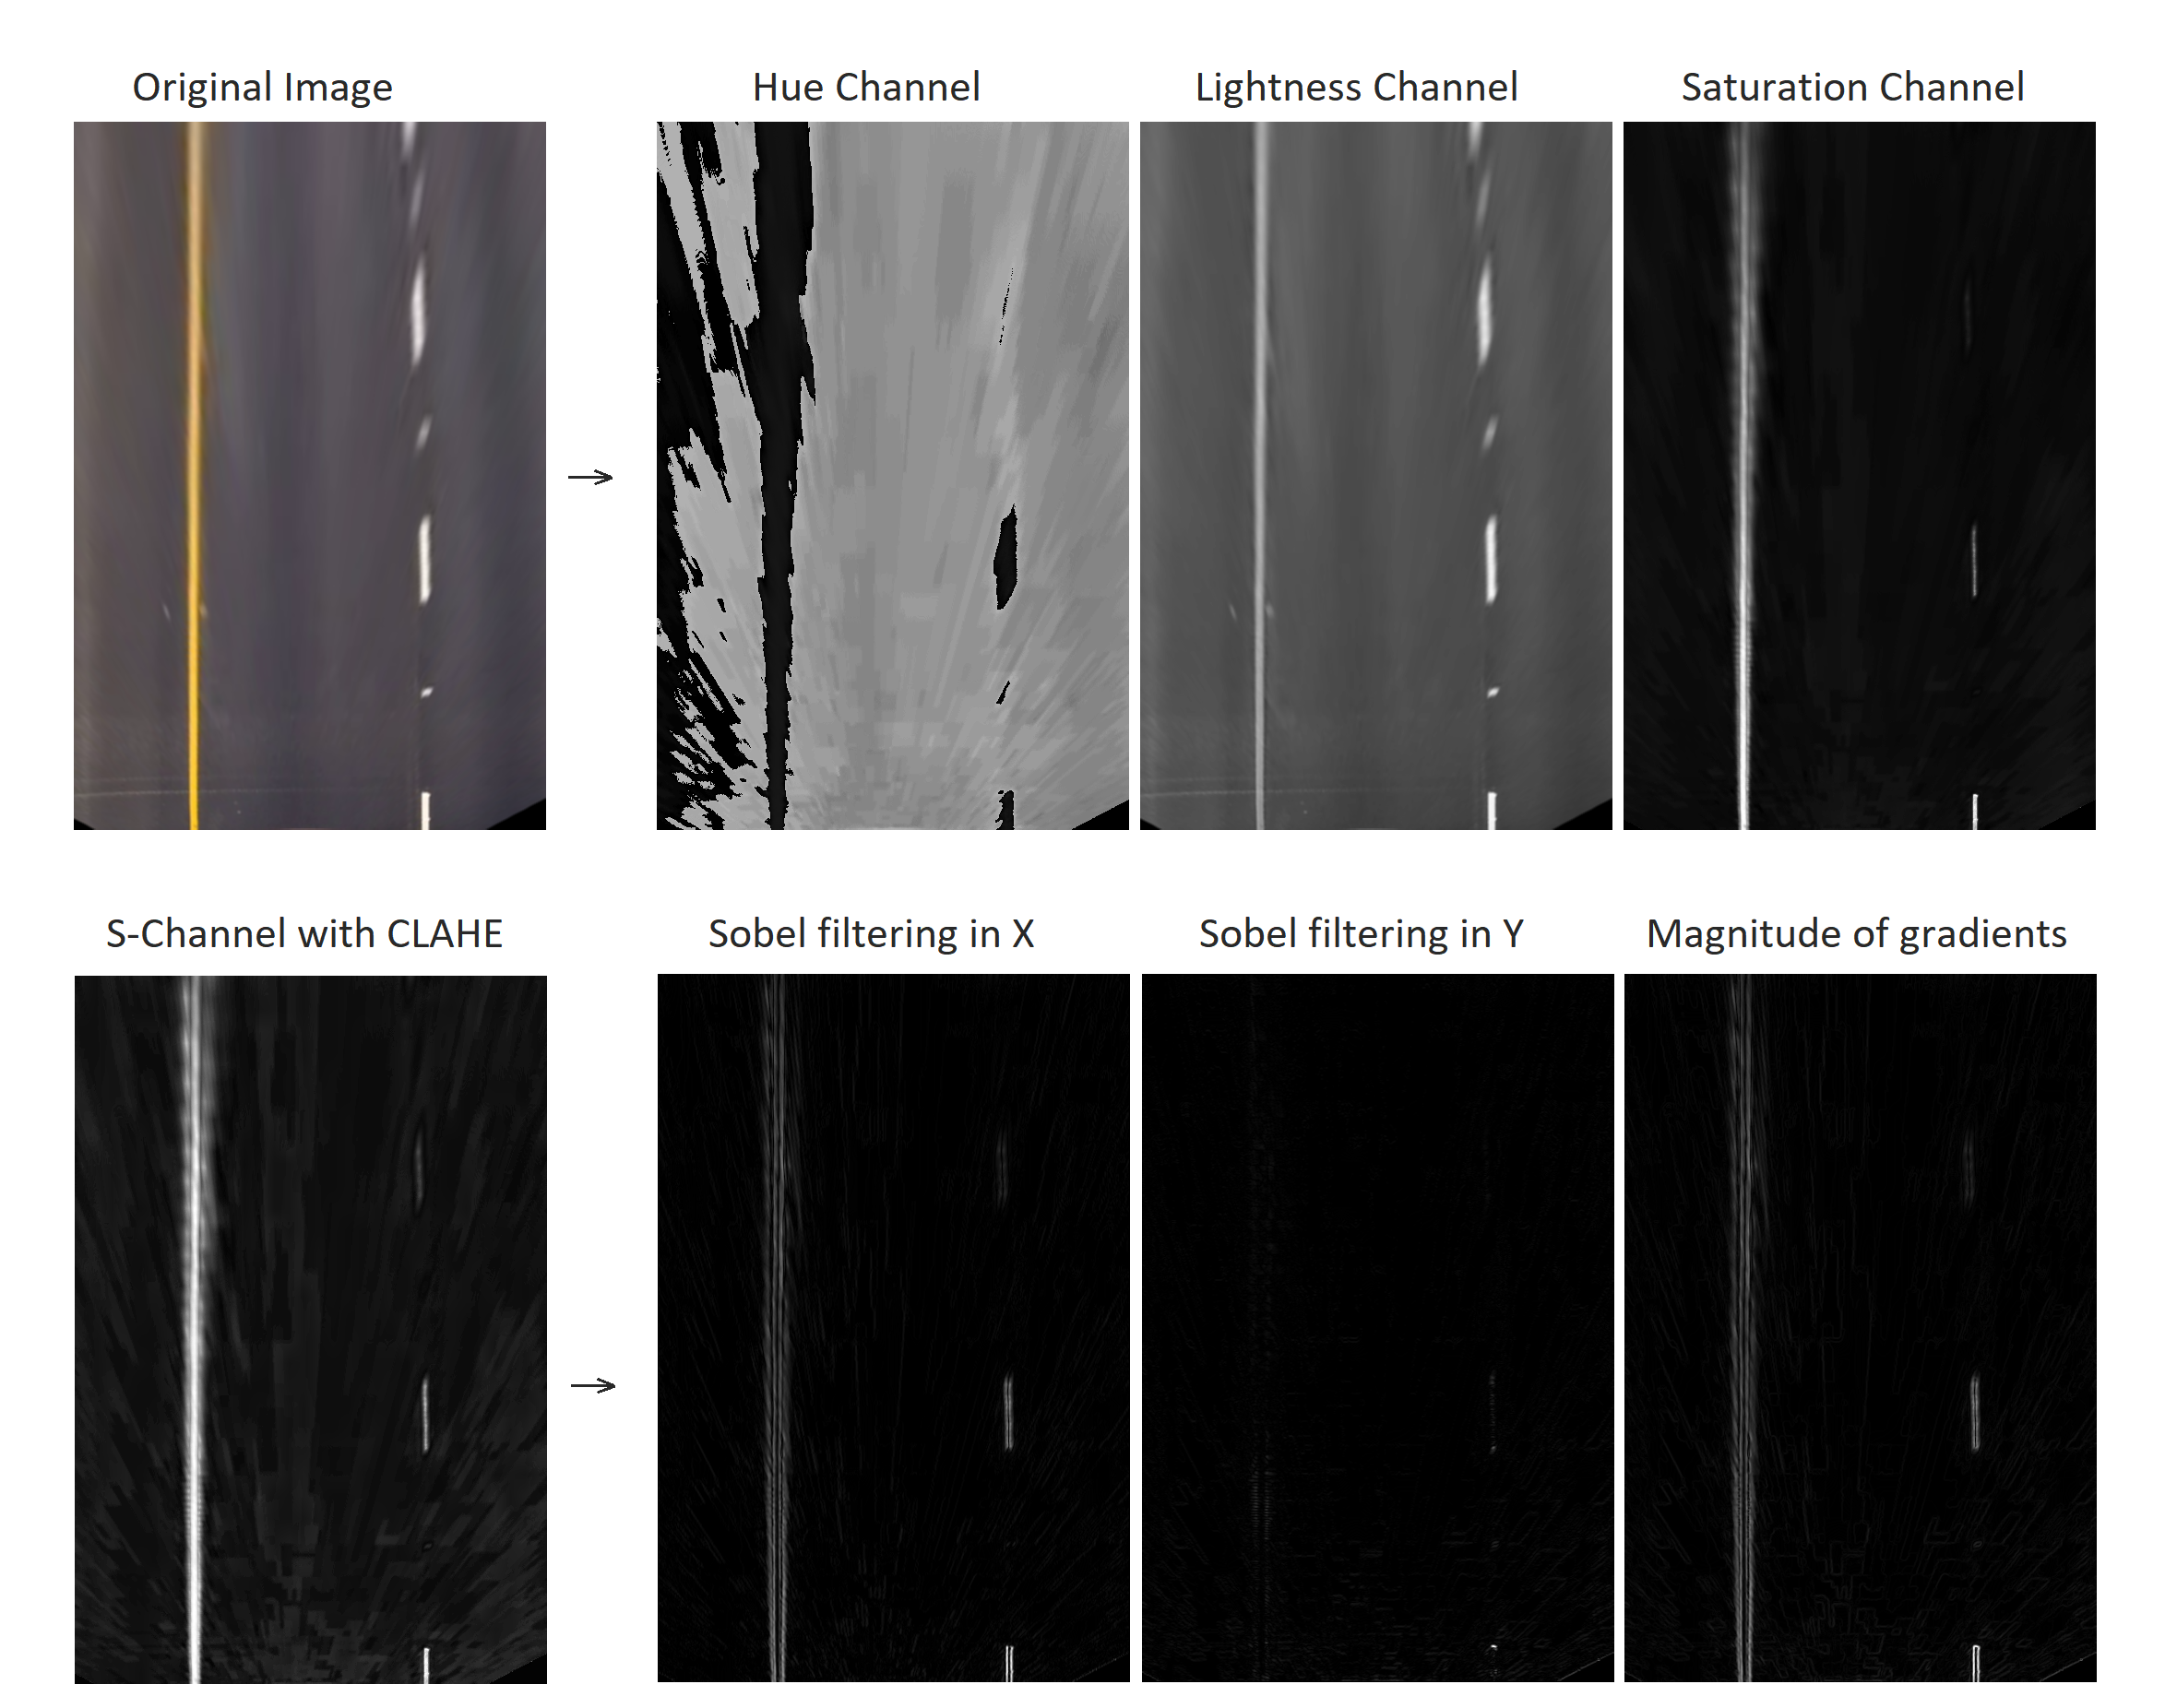 Original Image
Hue Channel
Lightness Channel
Saturation Channel
S-Channel with CLAHE
Sobel filtering in X
Sobel filtering in Y
Magnitude of gradients